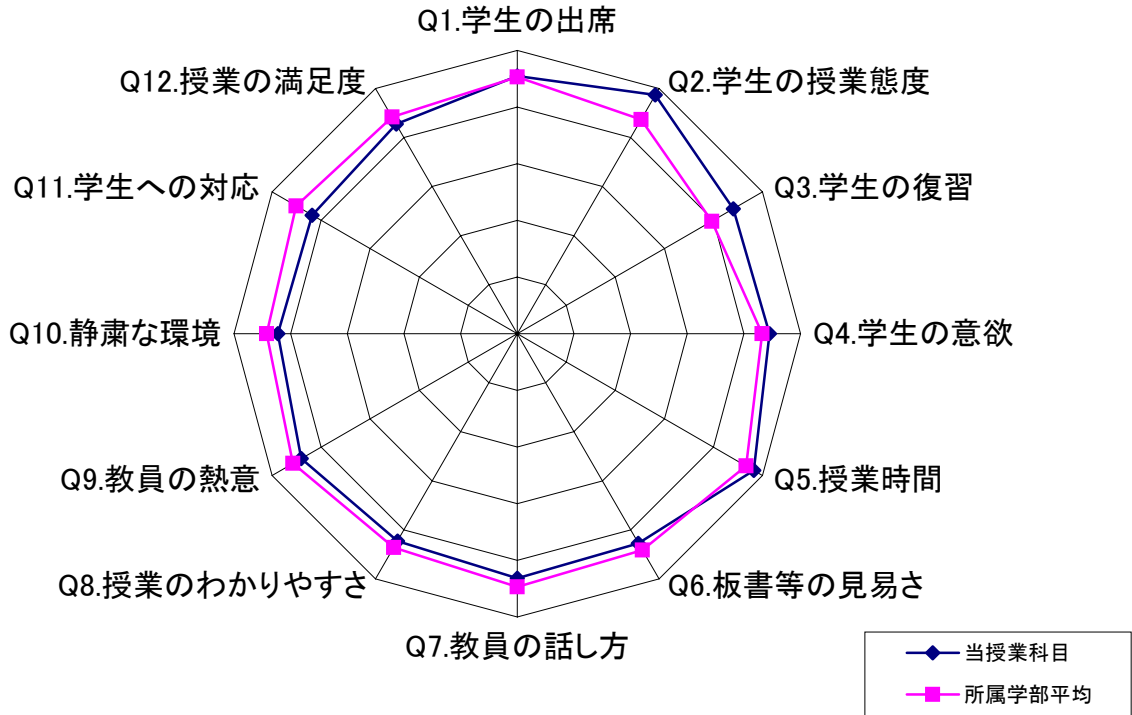 Q1.学生の出席
Q2.学生の授業態度
Q3.学生の復習
Q4.学生の意欲
Q5.授業時間
Q6.板書等の見易さ
Q7.教員の話し方
Q8.授業のわかりやすさ
Q9.教員の熱意
Q10.静粛な環境
Q11.学生への対応
Q12.授業の満足度
当授業科目
所属学部平均